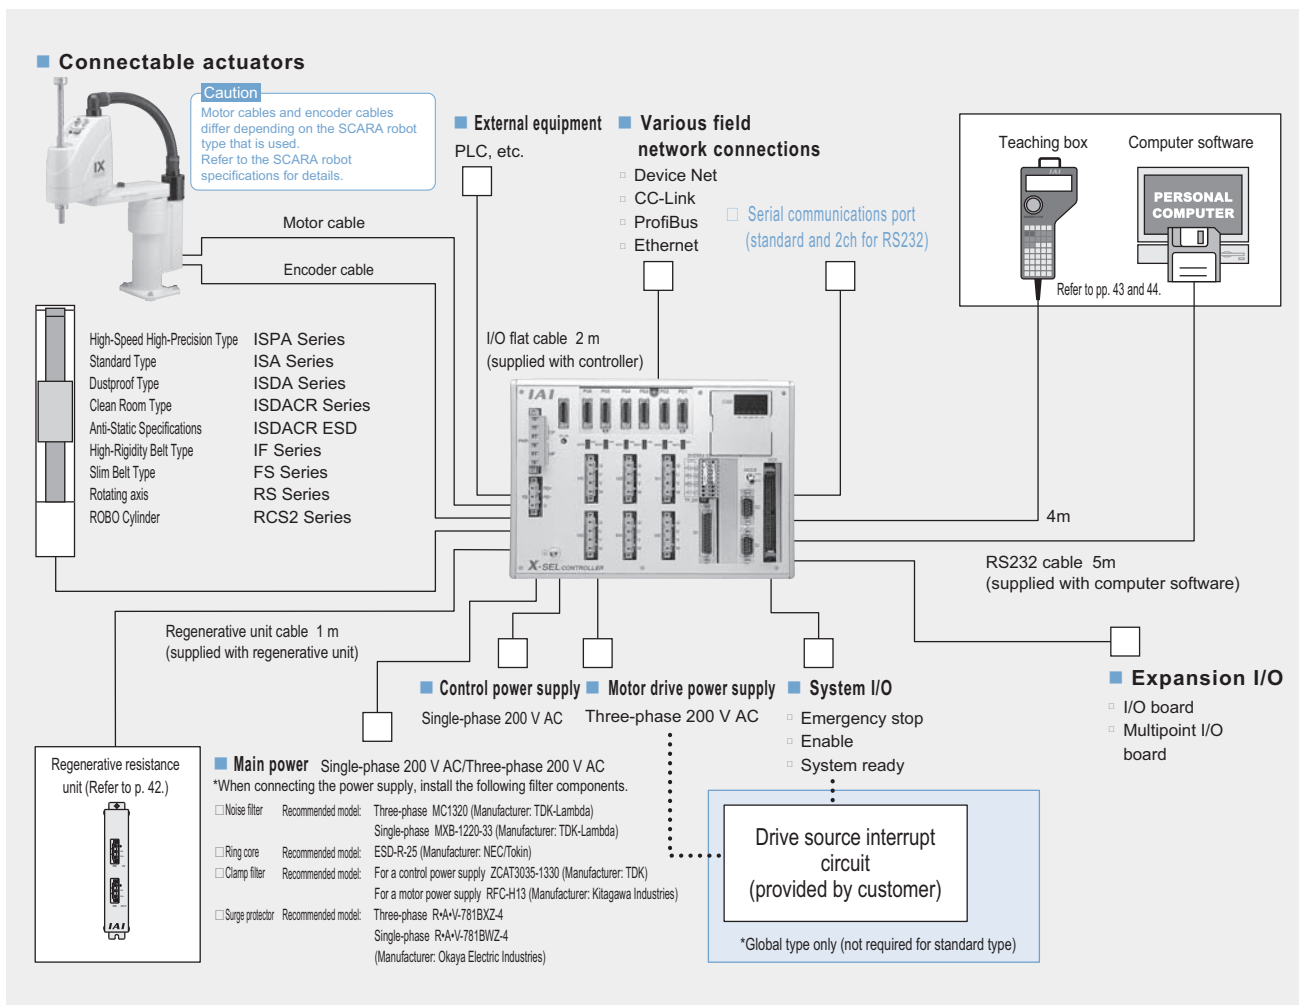 ■ Connectable actuators
Caution
Motor cables and encoder cables
differ depending on the SCARA robot
type that is used.
Refer to the SCARA robot
specifications for details.
IX
Motor cable
Encoder cable
■ External equipment
PLC, etc.
■ Various field
network connections
□ Device Net
□ CC-Link
□ ProfiBus
□ Ethernet
□ Serial communications port
(standard and 2ch for RS232)
Teaching box
Computer software
IAI
PERSONAL
COMPUTER
Refer to pp. 43 and 44.
High-Speed High-Precision Type ISPA Series
Standard Type ISA Series
Dustproof Type ISDA Series
Clean Room Type ISDACR Series
Anti-Static Specifications ISDACR ESD
High-Rigidity Belt Type IF Series
Slim Belt Type FS Series
Rotating axis RS Series
ROBO Cylinder RCS2 Series
I/O flat cable 2 m
(supplied with controller)
IAI
X-SEL CONTROLLER
4m
RS232 cable 5m
(supplied with computer software)
Regenerative unit cable 1 m
(supplied with regenerative unit)
■ Control power supply
Single-phase 200 V AC
■ Motor drive power supply
Three-phase 200 V AC
■ System I/O
□ Emergency stop
□ Enable
□ System ready
■ Expansion I/O
□ I/O board
□ Multipoint I/O
board
Regenerative resistance
unit (Refer to p. 42.)
IAI
■ Main power Single-phase 200 V AC/Three-phase 200 V AC
*When connecting the power supply, install the following filter components.
□ Noise filter Recommended model: Three-phase MC1320 (Manufacturer: TDK-Lambda)
Single-phase MXB-1220-33 (Manufacturer: TDK-Lambda)
□ Ring core Recommended model: ESD-R-25 (Manufacturer: NEC/Tokin)
□ Clamp filter Recommended model: For a control power supply ZCAT3035-1330 (Manufacturer: TDK)
For a motor power supply RFC-H13 (Manufacturer: Kitagawa Industries)
□ Surge protector Recommended model: Three-phase R•A•V-781BXZ-4
Single-phase R•A•V-781BWZ-4
(Manufacturer: Okaya Electric Industries)
Drive source interrupt
circuit
(provided by customer)
*Global type only (not required for standard type)